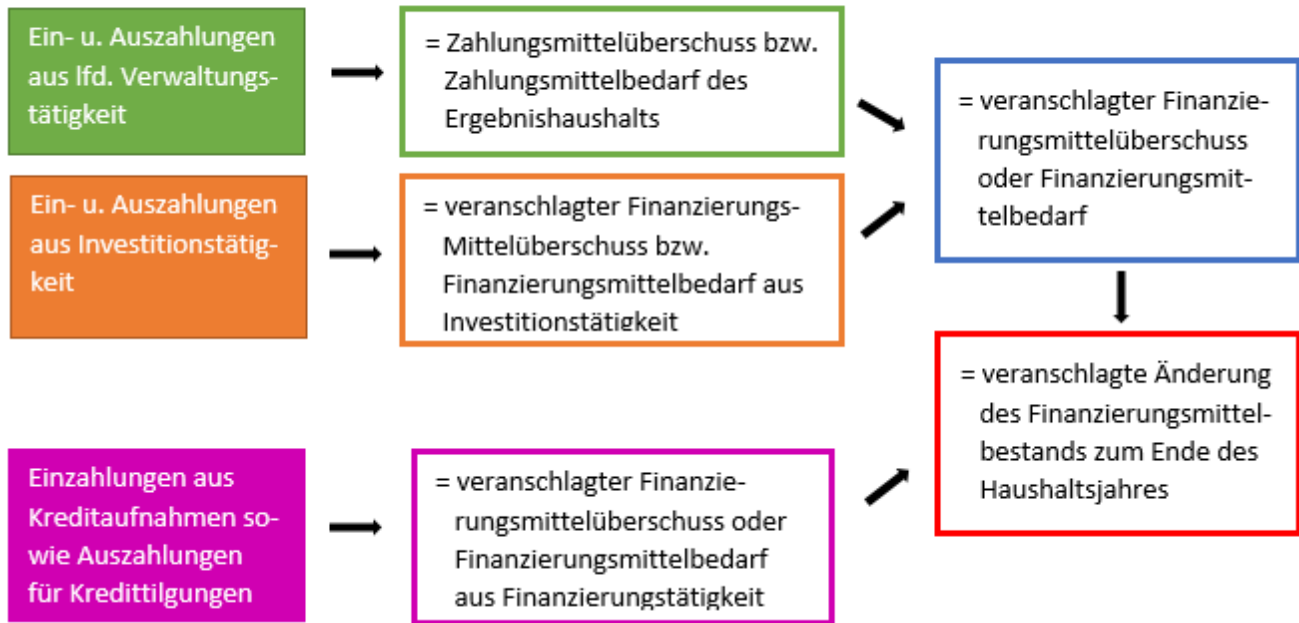 Ein- u. Auszahlungen
aus lfd. Verwaltungs-
tätigkeit
= Zahlungsmittelüberschuss bzw.
Zahlungsmittelbedarf des
Ergebnishaushalts
= veranschlagter Finanzie-
rungsmittelüberschuss
oder Finanzierungsmit-
telbedarf
Ein- u. Auszahlungen
aus Investitionstätig-
keit
= veranschlagter Finanzierungs-
Mittelüberschuss bzw.
Finanzierungsmittelbedarf aus
Investitionstätigkeit
= veranschlagte Änderung
des Finanzierungsmittel-
bestands zum Ende des
Haushaltsjahres
Einzahlungen aus
Kreditaufnahmen so-
wie Auszahlungen
für Kredittilgungen
= veranschlagter Finanzie-
rungsmittelüberschuss oder
Finanzierungsmittelbedarf
aus Finanzierungstätigkeit